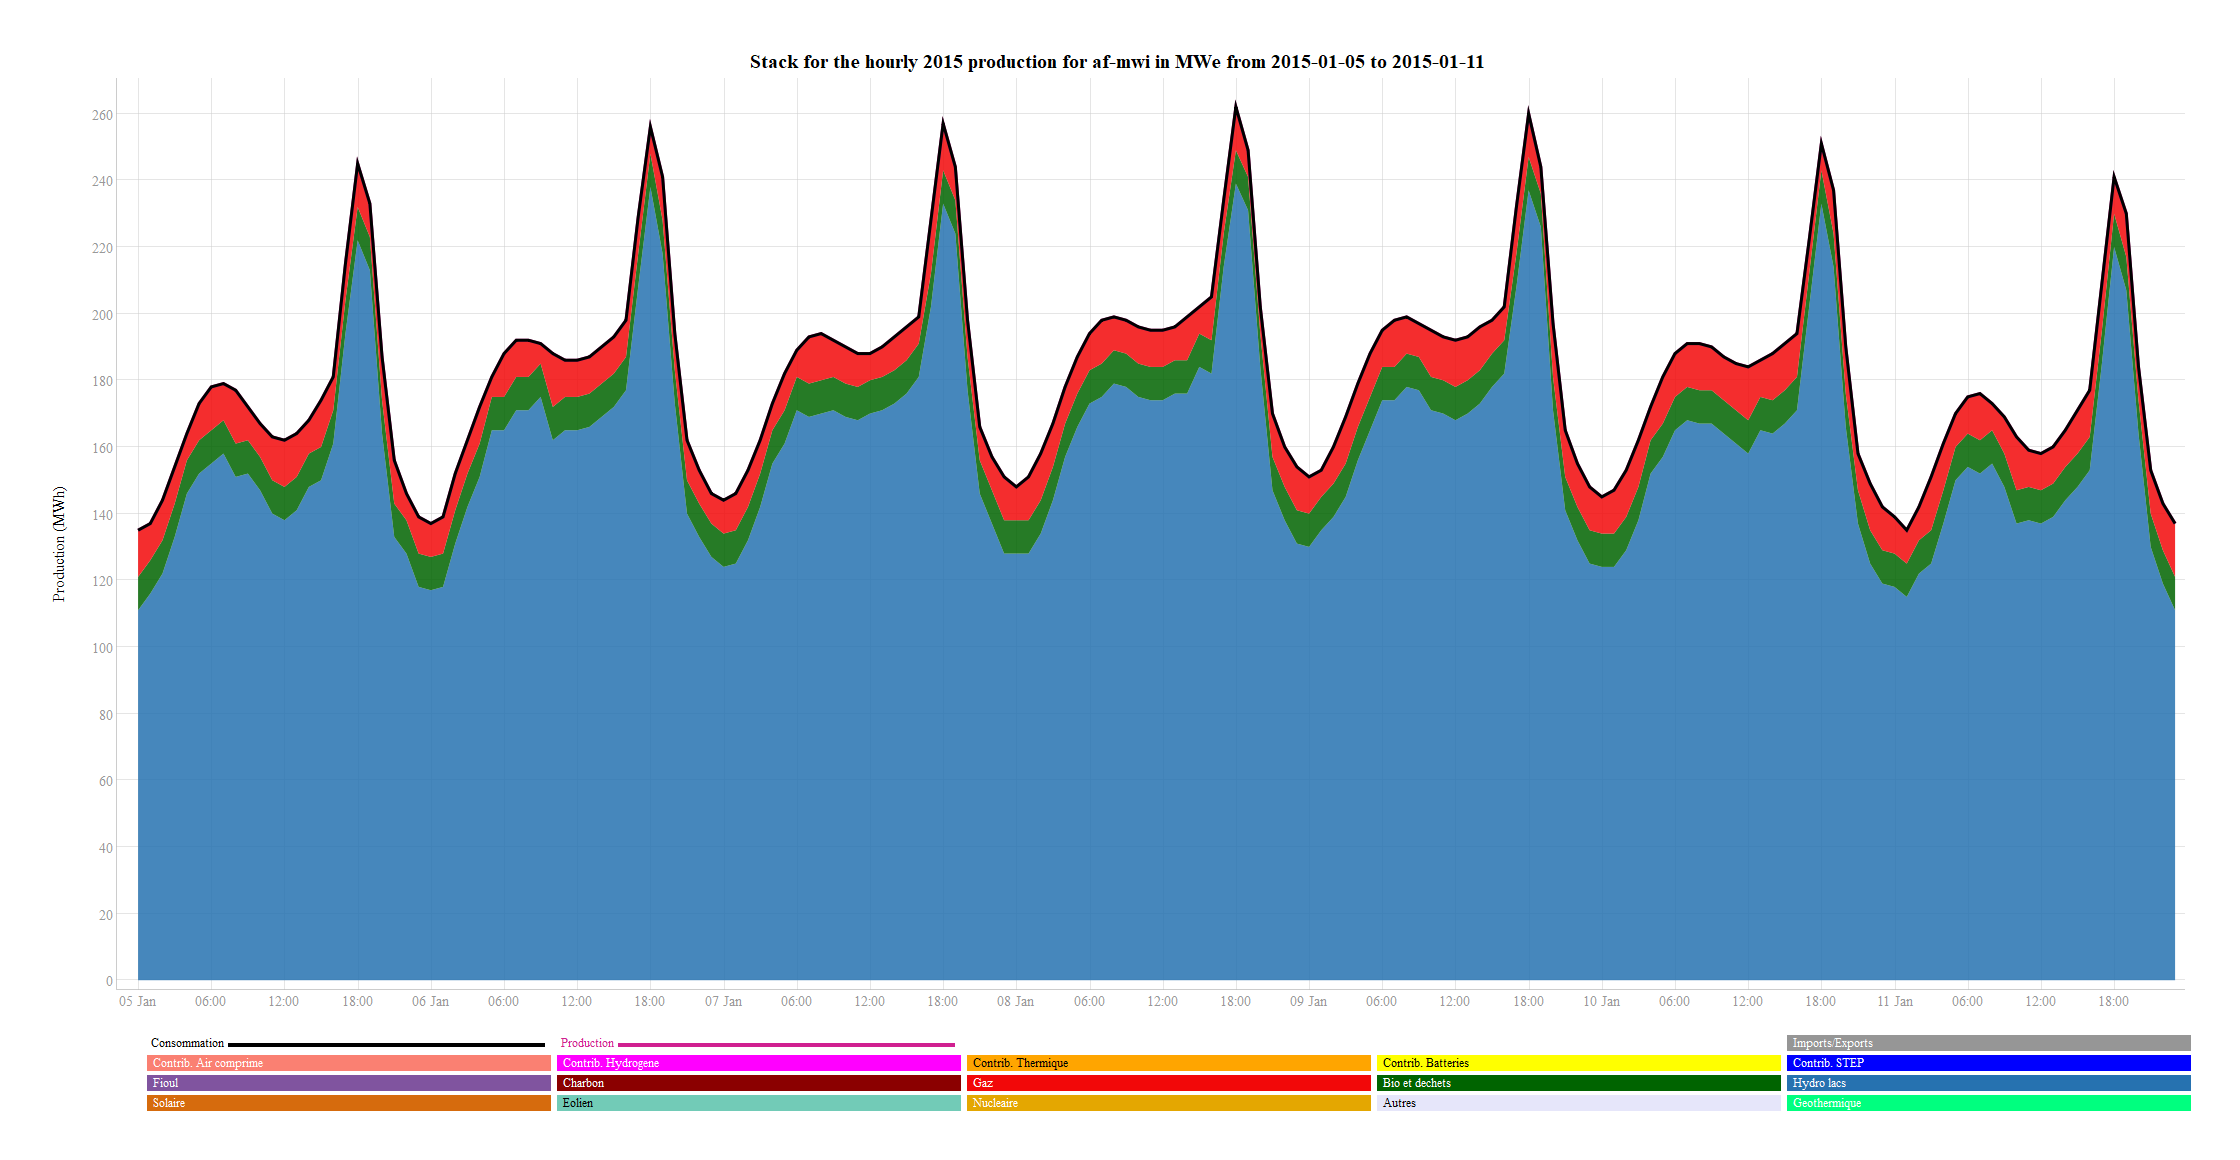 Stack for the hourly 2015 production for af-mwi in MWe from 2015-01-05 to 2015-01-11
260
240
220
200
180
160
140
120
100
80
60
40
20
0
Production (MWh)
05 Jan 06:00 12:00 18:00 06 Jan 06:00 12:00 18:00 07 Jan 06:00 12:00 18:00 08 Jan 06:00 12:00 18:00 09 Jan 06:00 12:00 18:00 10 Jan 06:00 12:00 18:00 11 Jan 06:00 12:00 18:00
Consommation Production Imports/Exports
Contrib. Air comprime Contrib. Hydrogene Contrib. Thermique Contrib. Batteries Contrib. STEP
Fioul Charbon Gaz Bio et dechets Hydro lacs
Solaire Eolien Nucleaire Autres Geothermique